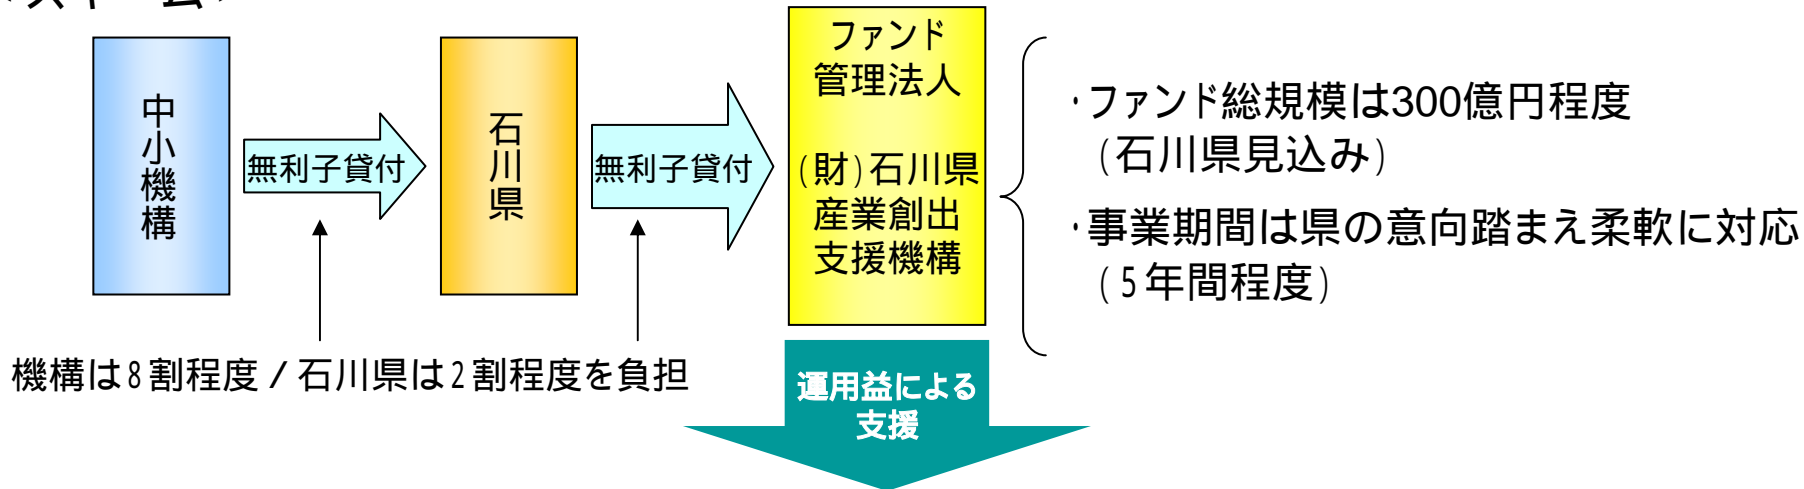 中小機構
無利子貸付
石川県
無利子貸付
ファンド
管理法人
(財)石川県
産業創出
支援機構
・ファンド総規模は300億円程度
(石川県見込み)
・事業期間は県の意向踏まえ柔軟に対応
(5年間程度)
機構は8割程度/石川県は2割程度を負担
運用益による
支援